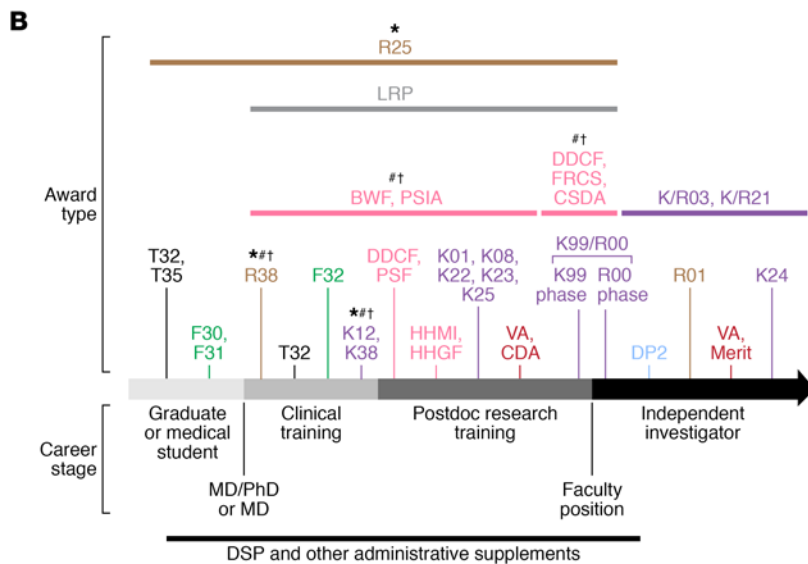 B
*
R25
LRP
#†
DDCF,
FRCS,
CSDA
#†
BWF, PSIA
K/R03, K/R21
Award
type
T32,
T35
*#†
R38
F32
DDCF,
PSF
K01, K08,
K22, K23,
K25
K99/R00
K99
phase
R00
phase
R01
K24
F30,
F31
T32
*#†
K12,
K38
HHMI,
HHGF
VA,
CDA
DP2
VA,
Merit
Career
stage
Graduate
or medical
student
Clinical
training
Postdoc research
training
Independent
investigator
MD/PhD
or MD
Faculty
position
DSP and other administrative supplements